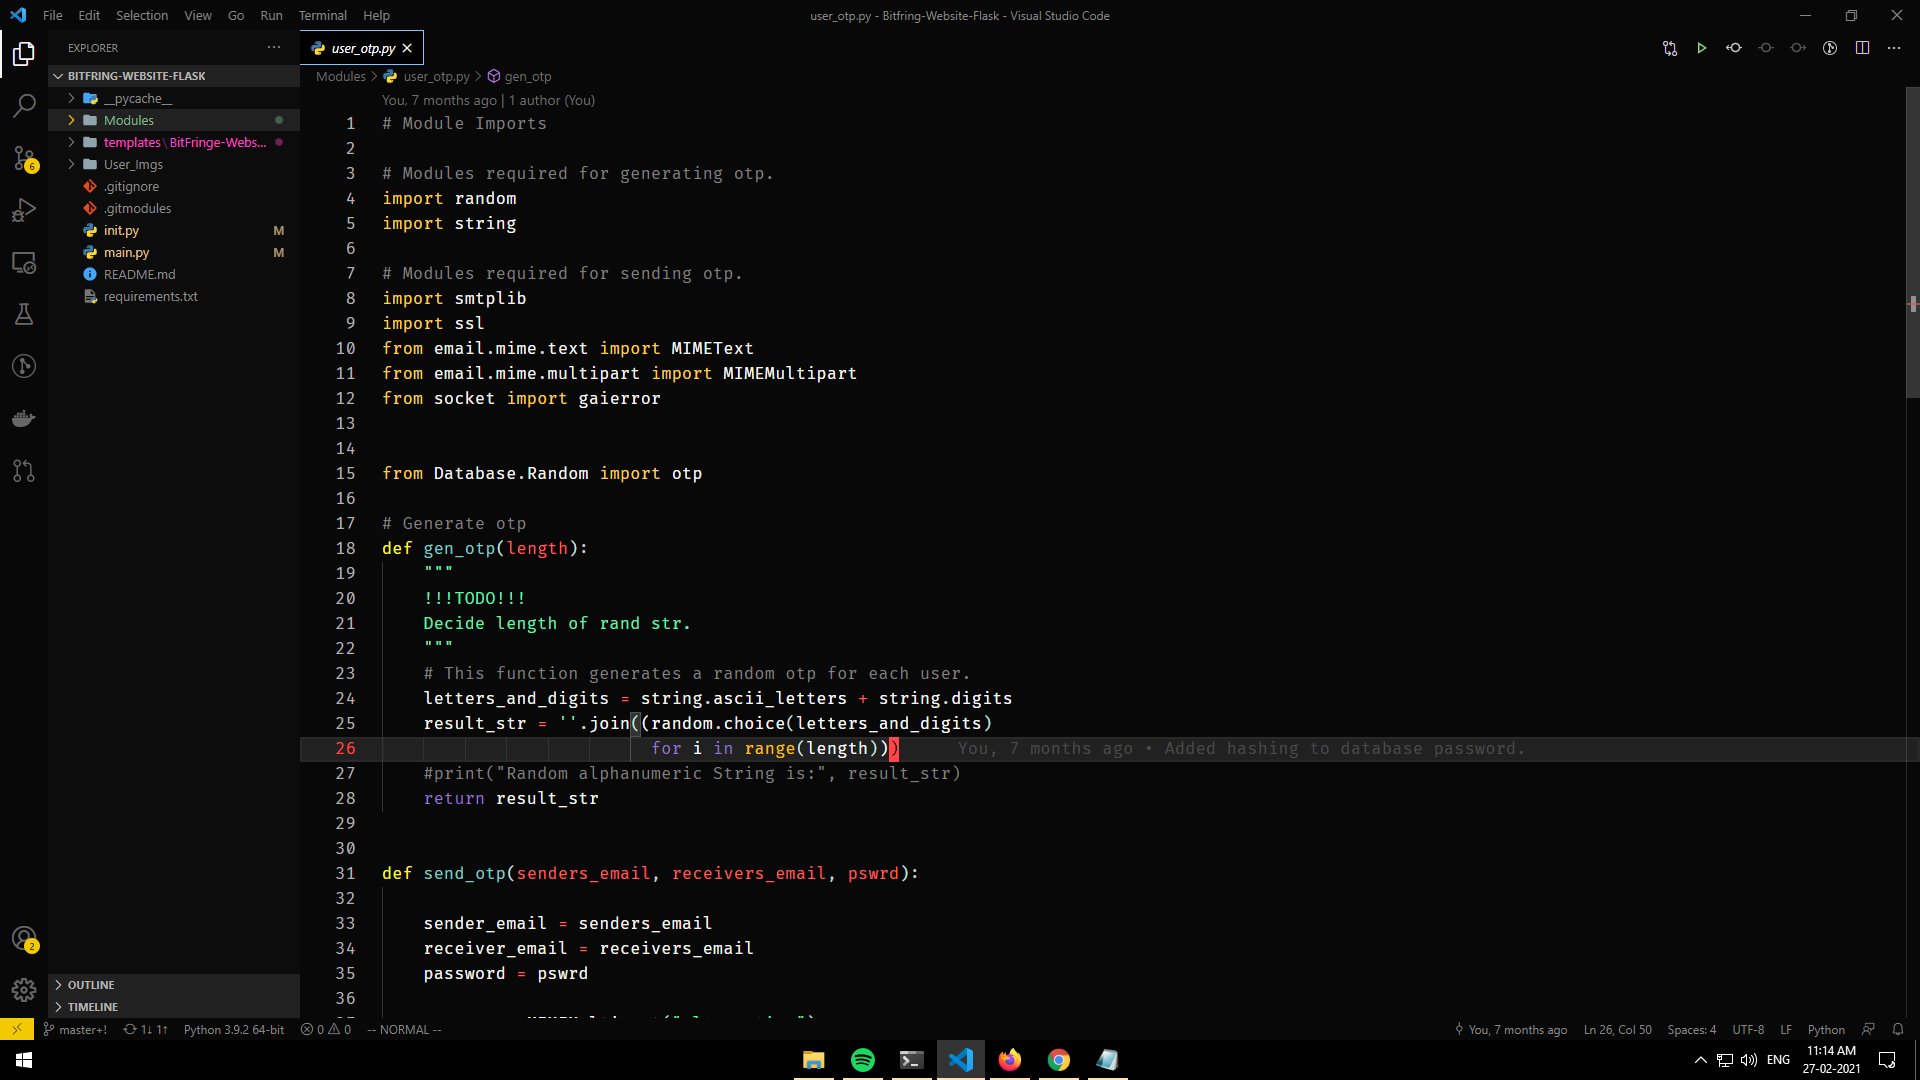 File Edit Selection View Go Run Terminal Help
user_otp.py - Bitfring-Website-Flask - Visual Studio Code
EXPLORER
BITFRING-WEBSITE-FLASK
__pycache__
Modules
templates \ BitFringe-Webs...
User_Imgs
.gitignore
.gitmodules
init.py M
main.py M
README.md
requirements.txt
OUTLINE
TIMELINE
6
2
user_otp.py
Modules > user_otp.py > gen_otp
You, 7 months ago | 1 author (You)
1 # Module Imports
2
3 # Modules required for generating otp.
4 import random
5 import string
6
7 # Modules required for sending otp.
8 import smtplib
9 import ssl
10 from email.mime.text import MIMEText
11 from email.mime.multipart import MIMEMultipart
12 from socket import gaierror
13
14
15 from Database.Random import otp
16
17 # Generate otp
18 def gen_otp(length):
19 """
20 !!!TODO!!!
21 Decide length of rand str.
22 """
23 # This function generates a random otp for each user.
24 letters_and_digits = string.ascii_letters + string.digits
25 result_str = ''.join((random.choice(letters_and_digits)
26 for i in range(length))) You, 7 months ago • Added hashing to database password.
27 #print("Random alphanumeric String is:", result_str)
28 return result_str
29
30
31 def send_otp(senders_email, receivers_email, pswrd):
32
33 sender_email = senders_email
34 receiver_email = receivers_email
35 password = pswrd
36
master+! 1↓ 1↑ Python 3.9.2 64-bit 0 0 -- NORMAL --
You, 7 months ago Ln 26, Col 50 Spaces: 4 UTF-8 LF Python
ENG
11:14 AM
27-02-2021